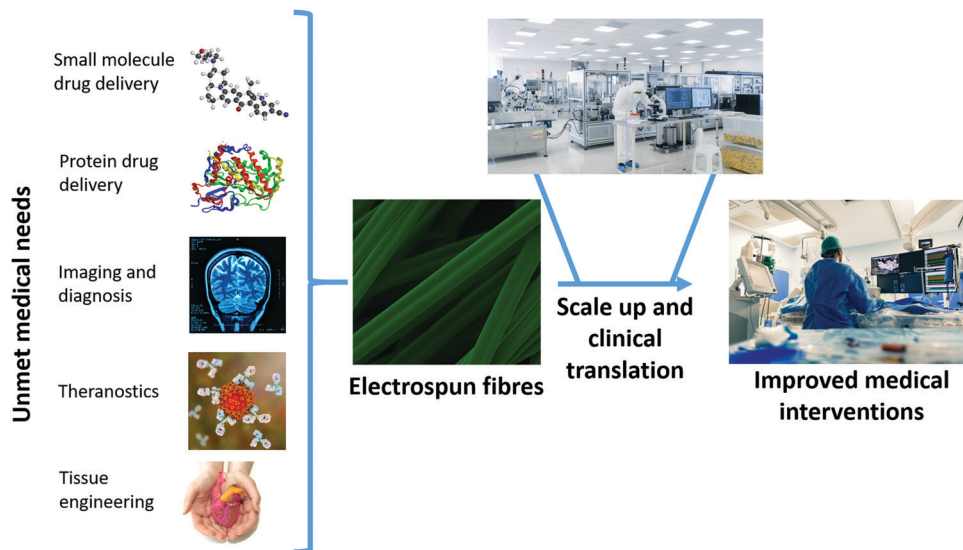 Unmet medical needs
Small molecule
drug delivery
Protein drug
delivery
Imaging and
diagnosis
Theranostics
Tissue
engineering
Electrospun fibres
Scale up and
clinical
translation
Improved medical
interventions